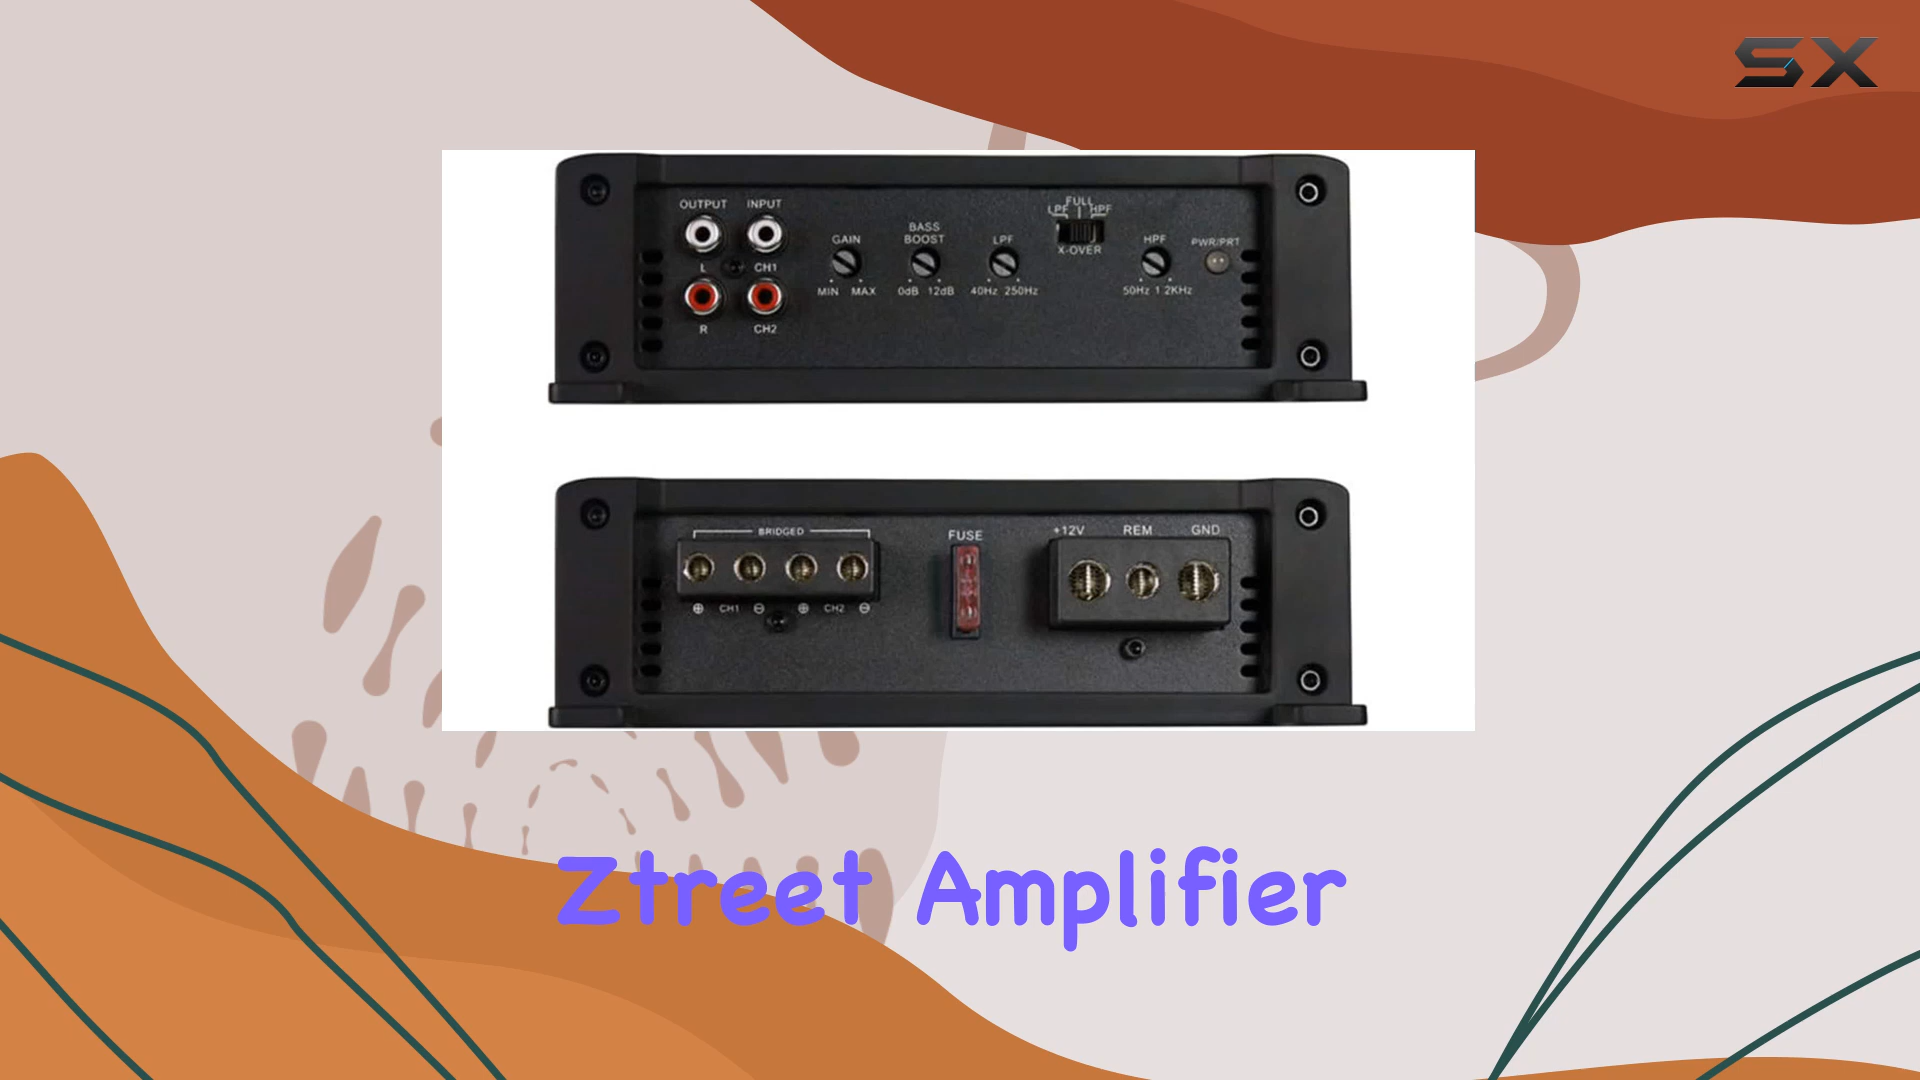 SX
OUTPUT INPUT
L CH1
R CH2
GAIN
MIN MAX
BASS
BOOST
0dB 12dB
LPF
40Hz 250Hz
FULL
LPF HPF
X-OVER
HPF
50Hz 1.2KHz
PWR/PRT
BRIDGED
⊕ CH1 ⊖ ⊕ CH2 ⊖
FUSE
+12V REM GND
Ztreet Amplifier